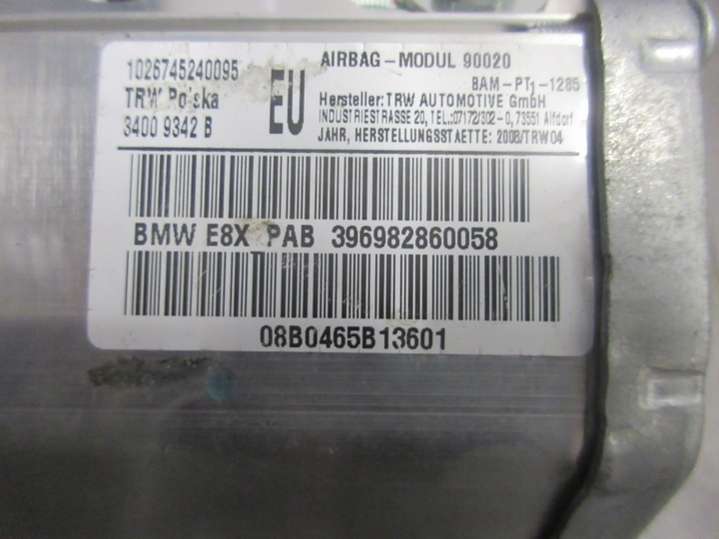 1026745240095
TRW Polska
3400 9342 B
EU
AIRBAG-MODUL 90020
BAM-PT1-1285
Hersteller: TRW AUTOMOTIVE GmbH
INDUSTRIESTRASSE 20, TEL.:07172/302-0, 73551 Alfdorf
JAHR, HERSTELLUNGSSTAETTE: 2008/TRW04
BMW E8X PAB 396982860058
08B0465B13601